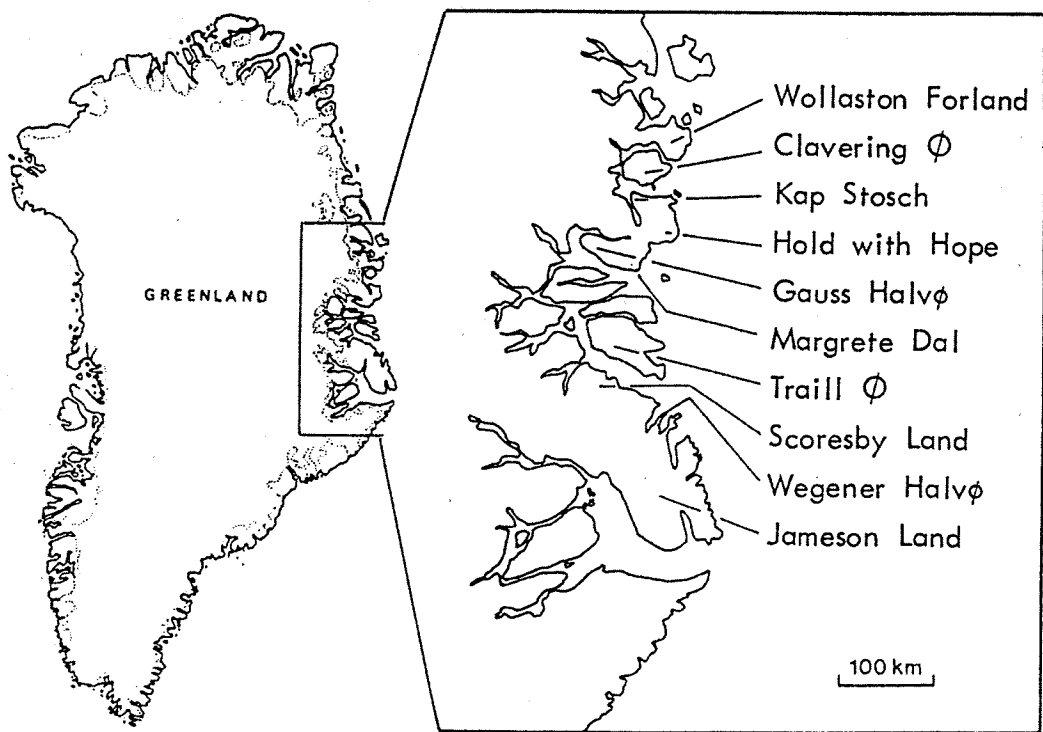 GREENLAND
Wollaston Forland
Clavering Ø
Kap Stosch
Hold with Hope
Gauss Halvø
Margrete Dal
Traill Ø
Scoresby Land
Wegener Halvø
Jameson Land
100 km